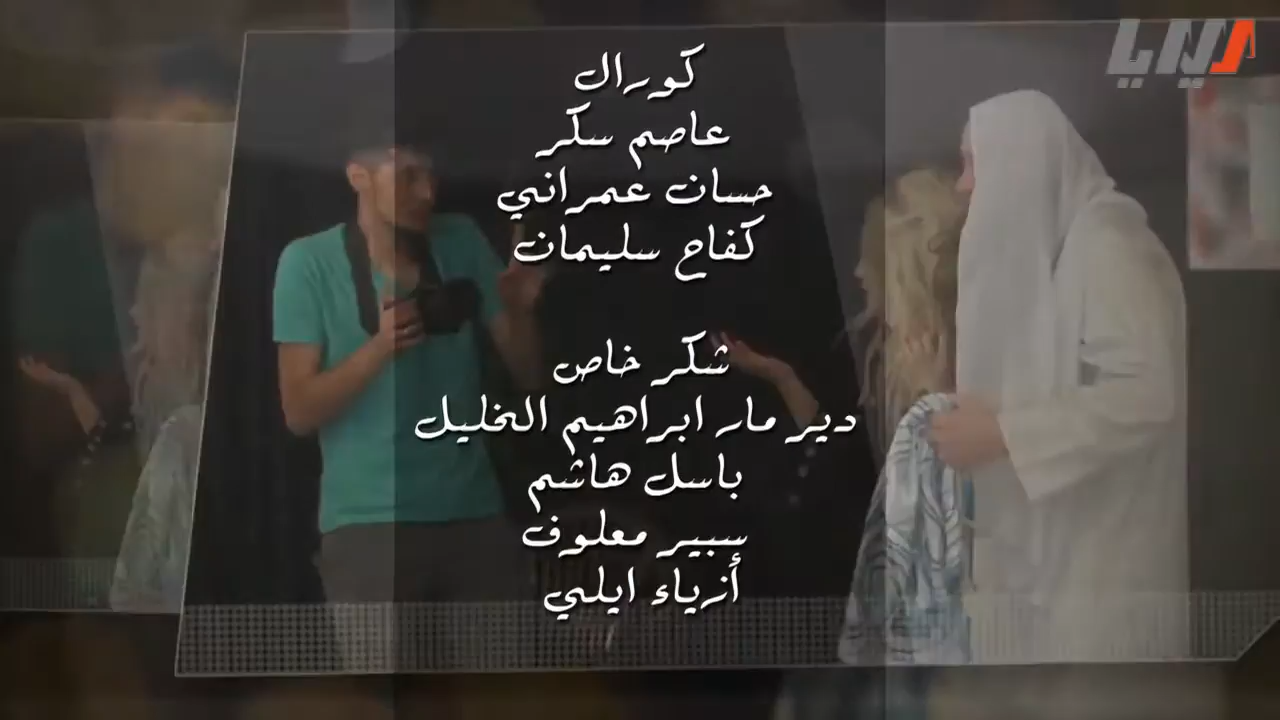 كورال
عاصم سكر
حسان عمراني
كفاح سليمان
شكر خاص
دير مار ابراهيم الخليل
باسل هاشم
سبير معلوف
أزياء ايلي